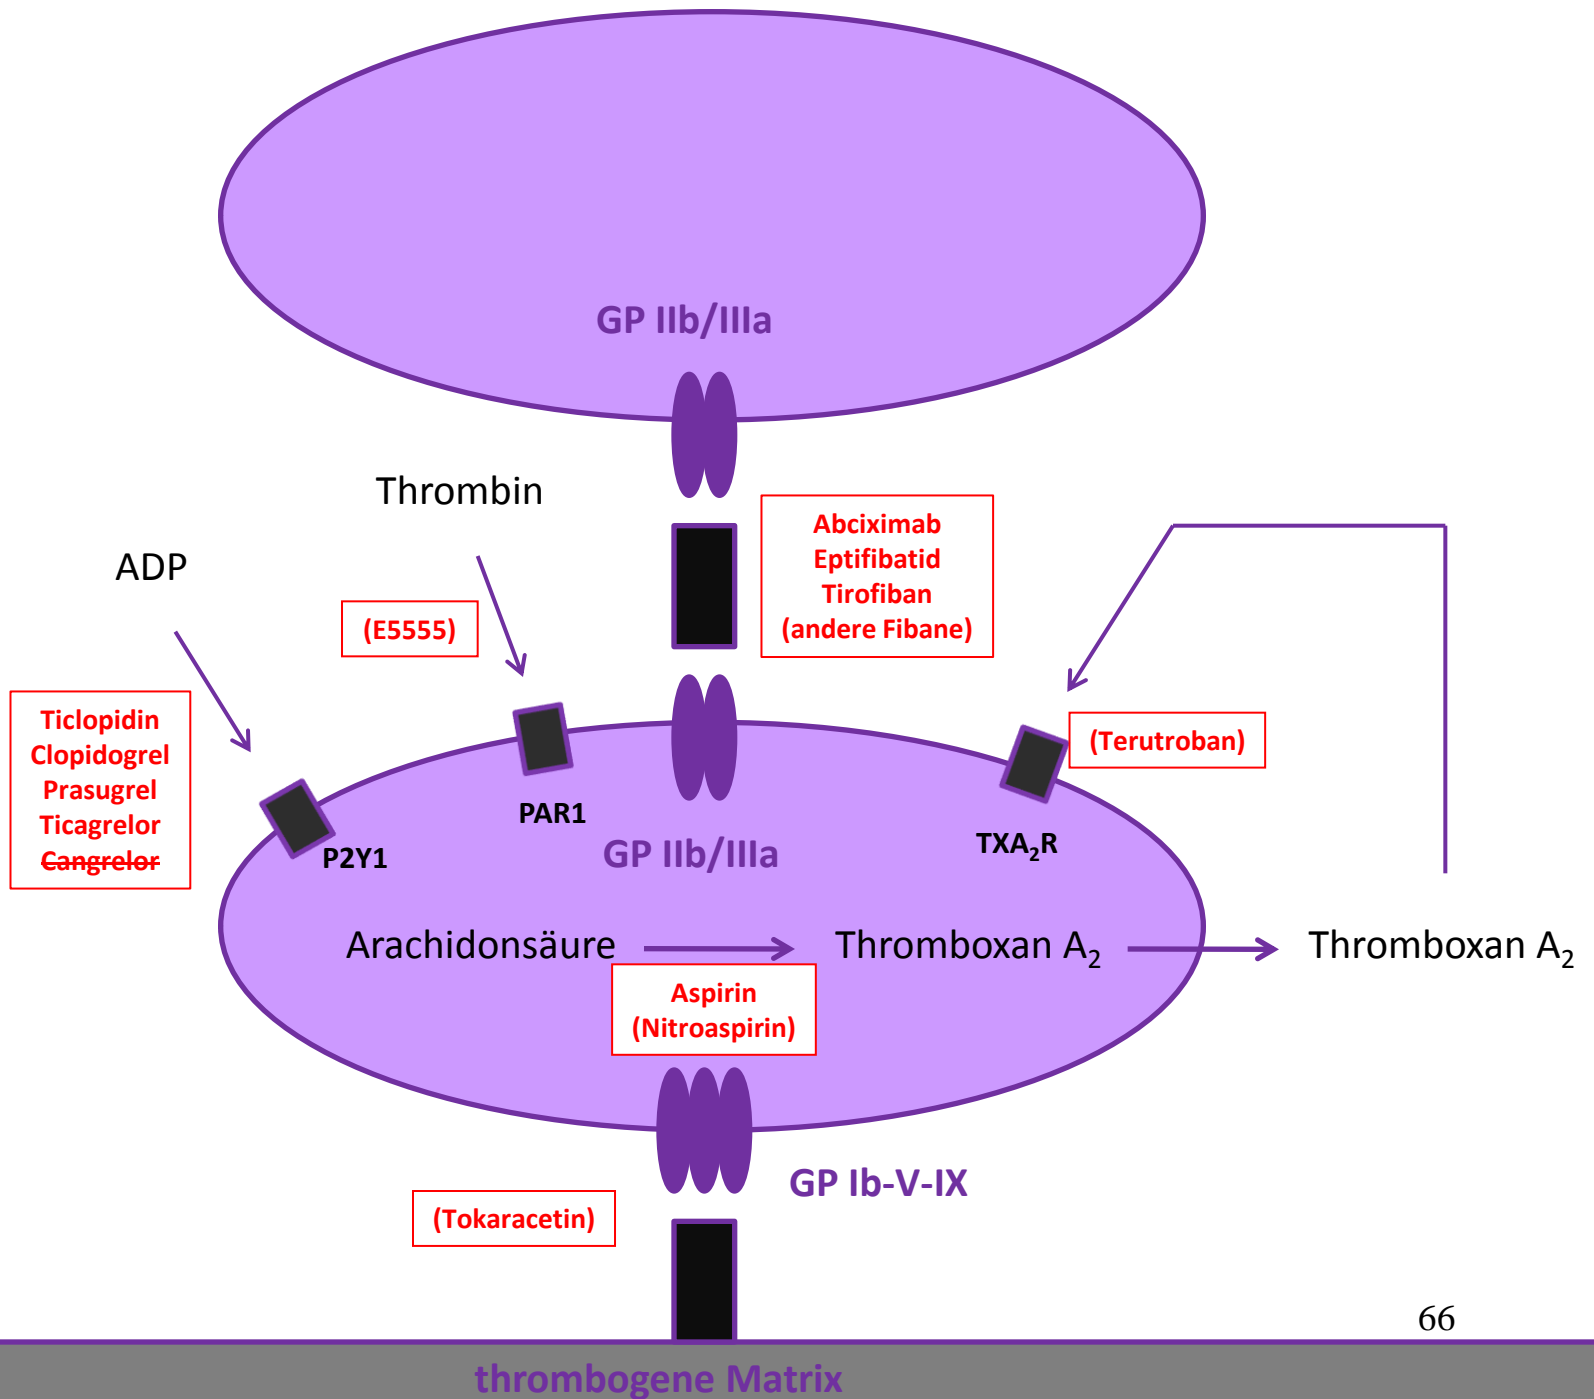 GP IIb/IIIa
Thrombin
ADP
(E5555)
Abciximab
Eptifibatid
Tirofiban
(andere Fibane)
Ticlopidin
Clopidogrel
Prasugrel
Ticagrelor
Cangrelor
(Terutroban)
PAR1
P2Y1
GP IIb/IIIa
TXA₂R
Arachidonsäure
Thromboxan A₂
Thromboxan A₂
Aspirin
(Nitroaspirin)
GP Ib-V-IX
(Tokaracetin)
66
thrombogene Matrix